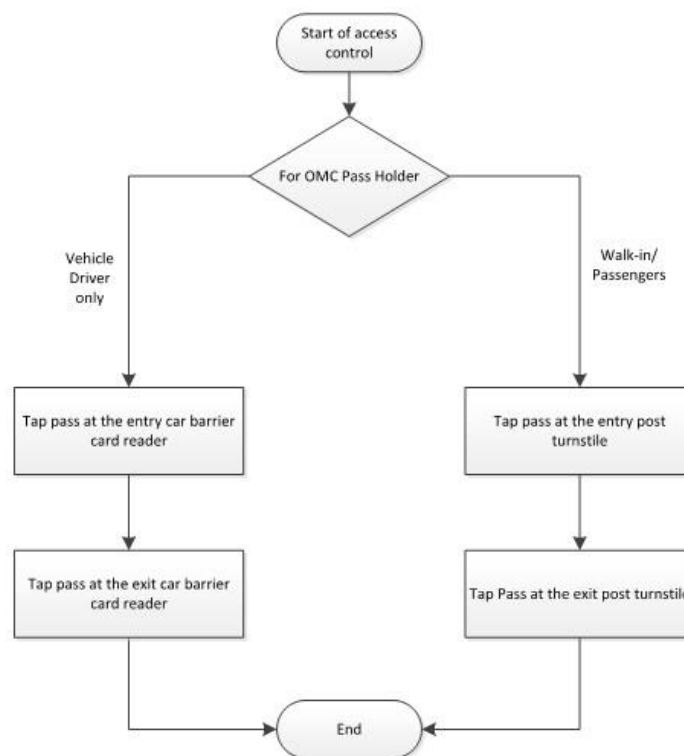 Start of access
control
For OMC Pass Holder
Vehicle
Driver
only
Walk-in/
Passengers
Tap pass at the entry car barrier
card reader
Tap pass at the entry post
turnstile
Tap pass at the exit car barrier
card reader
Tap Pass at the exit post turnstile
End